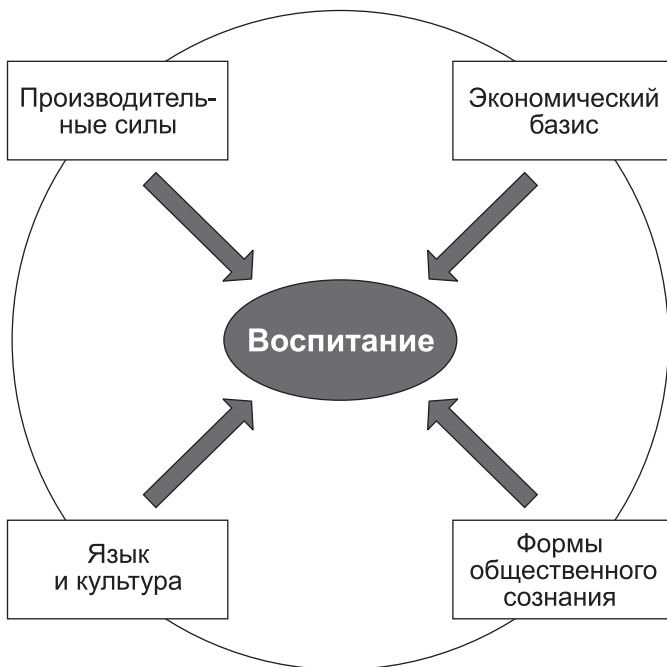 Производитель-
ные силы
Экономический
базис
Воспитание
Язык
и культура
Формы
общественного
сознания